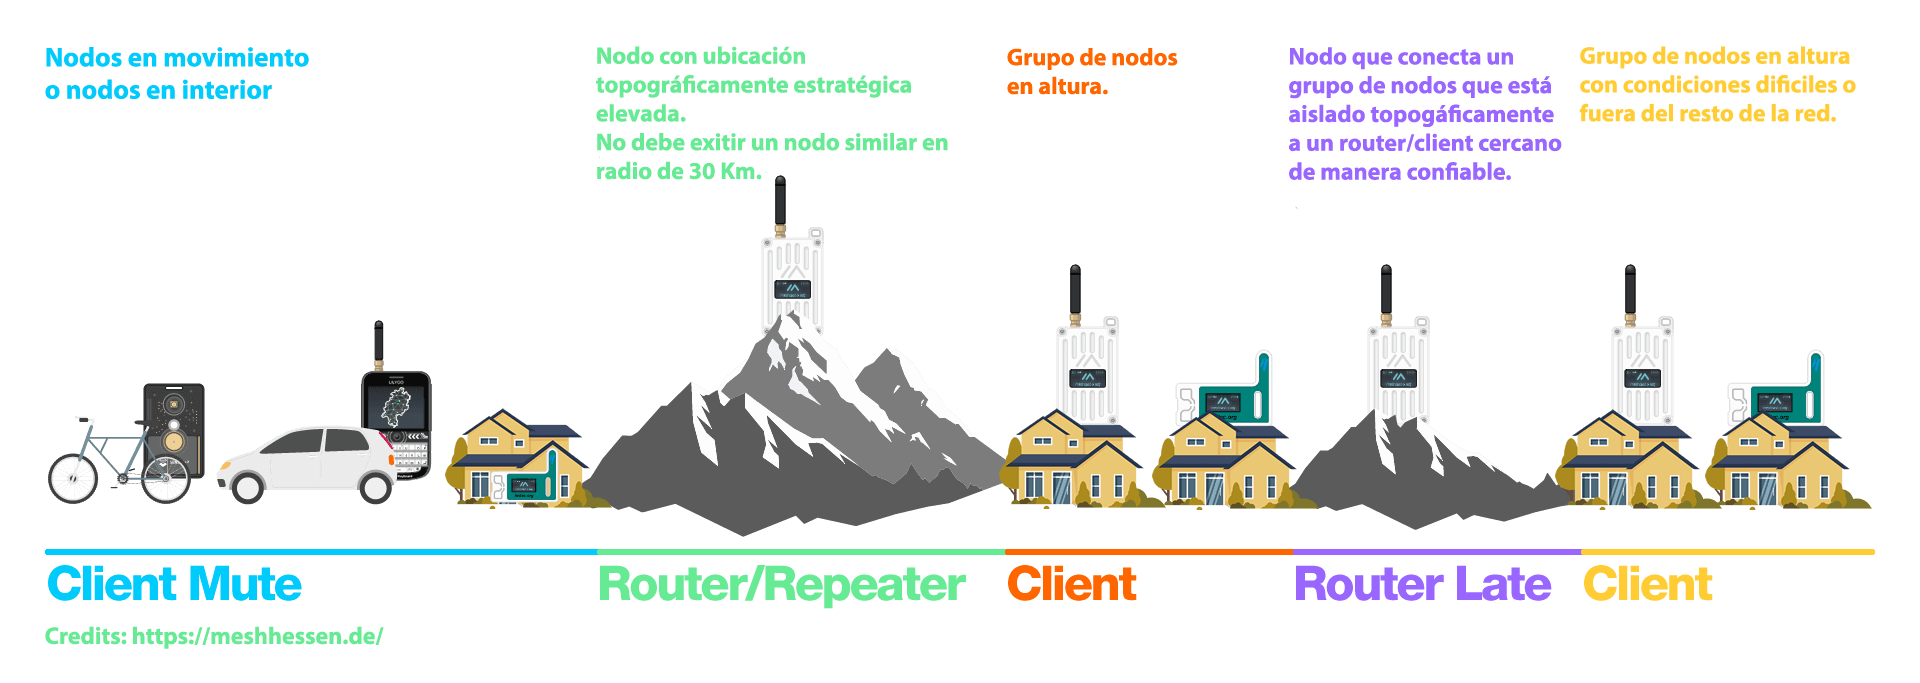 Nodos en movimiento
o nodos en interior
Nodo con ubicación
topográficamente estratégica
elevada.
No debe exitir un nodo similar en
radio de 30 Km.
Grupo de nodos
en altura.
Nodo que conecta un
grupo de nodos que está
aislado topogáficamente
a un router/client cercano
de manera confiable.
Grupo de nodos en altura
con condiciones dificiles o
fuera del resto de la red.
LILYGO
Client Mute
Router/Repeater
Client
Router Late
Client
Credits: https://meshhessen.de/